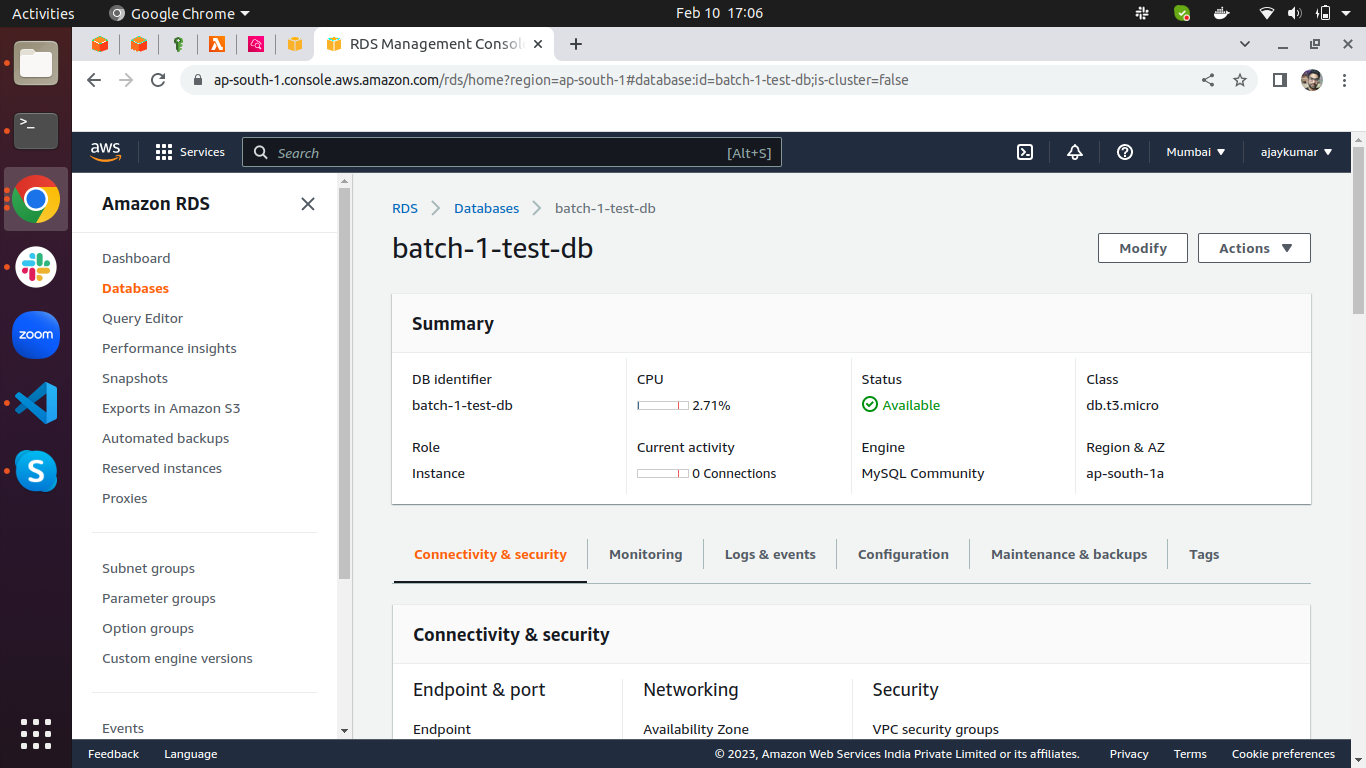 Activities Google Chrome Feb 10 17:06
RDS Management Conso
ap-south-1.console.aws.amazon.com/rds/home?region=ap-south-1#database:id=batch-1-test-db;is-cluster=false
aws Services Search [Alt+S] Mumbai ajaykumar
Amazon RDS
Dashboard
Databases
Query Editor
Performance insights
Snapshots
Exports in Amazon S3
Automated backups
Reserved instances
Proxies
Subnet groups
Parameter groups
Option groups
Custom engine versions
Events
RDS Databases batch-1-test-db
batch-1-test-db Modify Actions
Summary
DB identifier CPU Status Class
batch-1-test-db 2.71% Available db.t3.micro
Role Current activity Engine Region & AZ
Instance 0 Connections MySQL Community ap-south-1a
Connectivity & security Monitoring Logs & events Configuration Maintenance & backups Tags
Connectivity & security
Endpoint & port Networking Security
Endpoint Availability Zone VPC security groups
zoom
Feedback Language © 2023, Amazon Web Services India Private Limited or its affiliates. Privacy Terms Cookie preferences